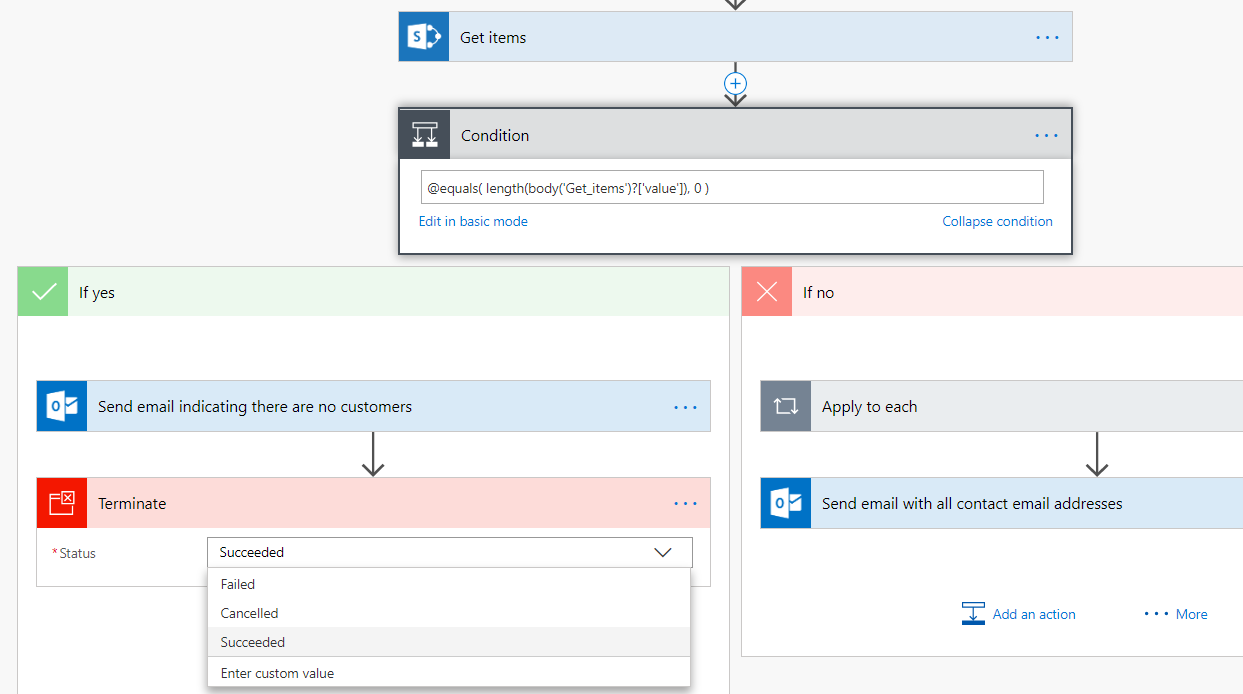 Get items
Condition
@equals( length(body('Get_items')?['value']), 0 )
Edit in basic mode
Collapse condition
If yes
If no
Send email indicating there are no customers
Apply to each
Terminate
Send email with all contact email addresses
*Status
Succeeded
Failed
Cancelled
Succeeded
Enter custom value
Add an action
More